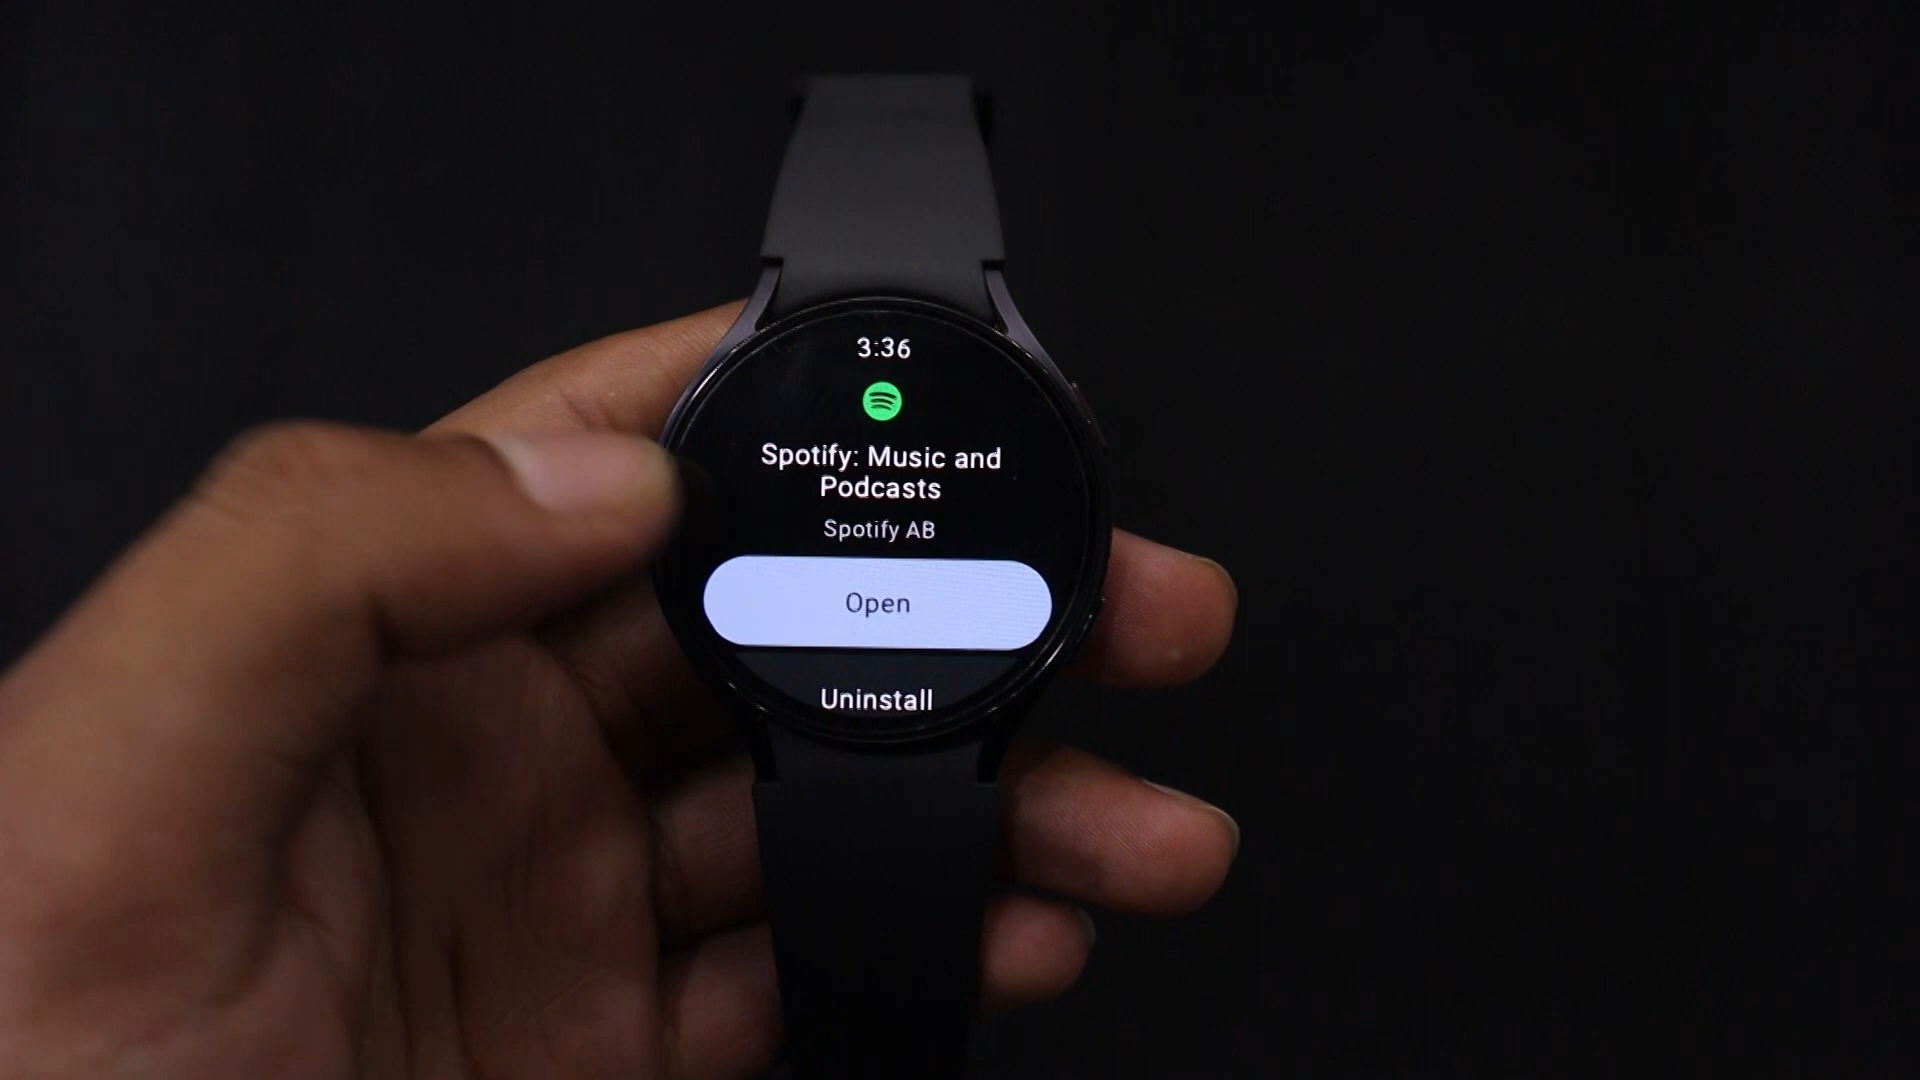 3:36
Spotify: Music and
Podcasts
Spotify AB
Open
Uninstall